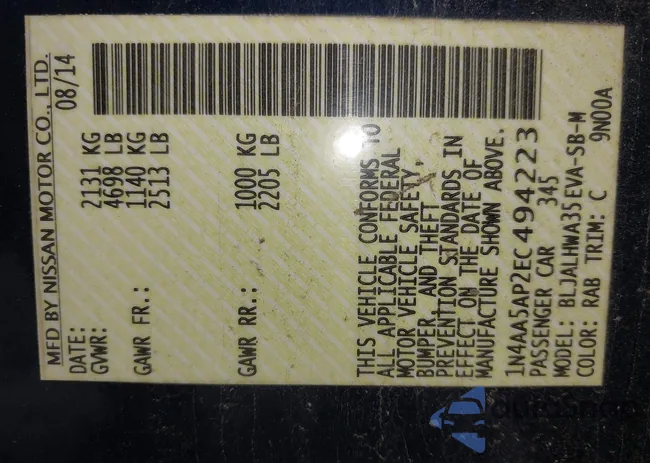 MFD BY NISSAN MOTOR CO., LTD.
DATE: 08/14
GVWR: 2131 KG
4698 LB
GAWR FR.: 1140 KG
2513 LB
GAWR RR.: 1000 KG
2205 LB
THIS VEHICLE CONFORMS TO
ALL APPLICABLE FEDERAL
MOTOR VEHICLE SAFETY,
BUMPER, AND THEFT
PREVENTION STANDARDS IN
EFFECT ON THE DATE OF
MANUFACTURE SHOWN ABOVE.
1N4AA5AP2EC494223
PASSENGER CAR 345
MODEL: BLJALHWA35EVA-SB-M
COLOR: RAB TRIM: C 9N00A